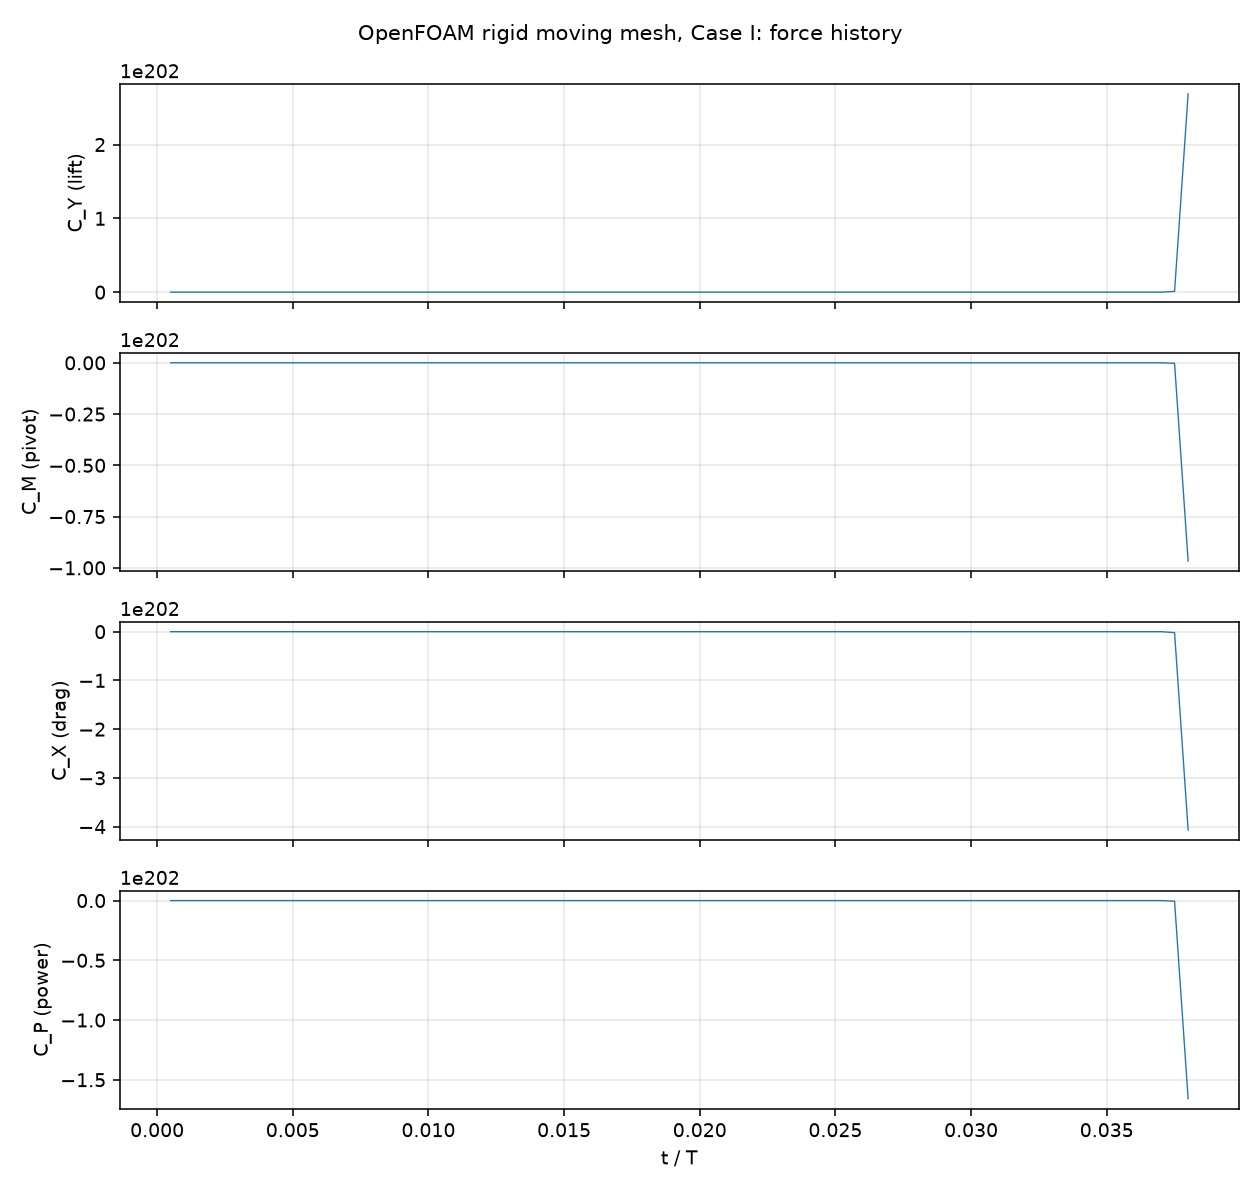 OpenFOAM rigid moving mesh, Case I: force history
1e202
C_Y (lift)
2
1
0
1e202
C_M (pivot)
0.00
−0.25
−0.50
−0.75
−1.00
1e202
C_X (drag)
0
−1
−2
−3
−4
1e202
C_P (power)
0.0
−0.5
−1.0
−1.5
0.000 0.005 0.010 0.015 0.020 0.025 0.030 0.035
t / T